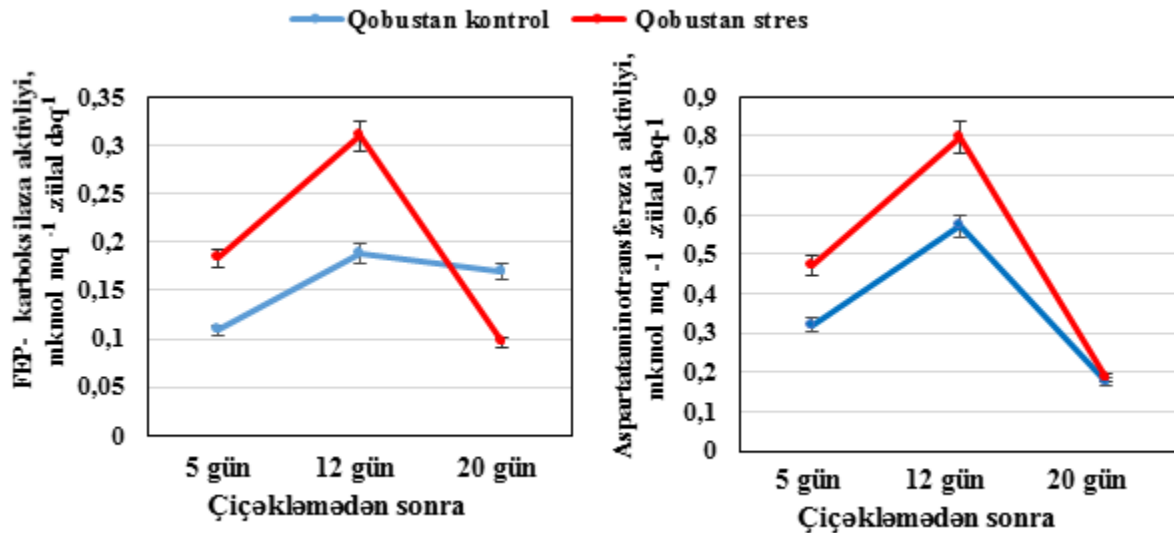 Qobustan kontrol
Qobustan stres
FEP- karboksilaza aktivliyi,
mkmol mq -1 .zülal dəq-1
0,35
0,3
0,25
0,2
0,15
0,1
0,05
0
5 gün
12 gün
20 gün
Çiçəkləmədən sonra
Aspartataminotransferaza aktivliyi,
mkmol mq -1 .zülal dəq-1
0,9
0,8
0,7
0,6
0,5
0,4
0,3
0,2
0,1
0
5 gün
12 gün
20 gün
Çiçəkləmədən sonra